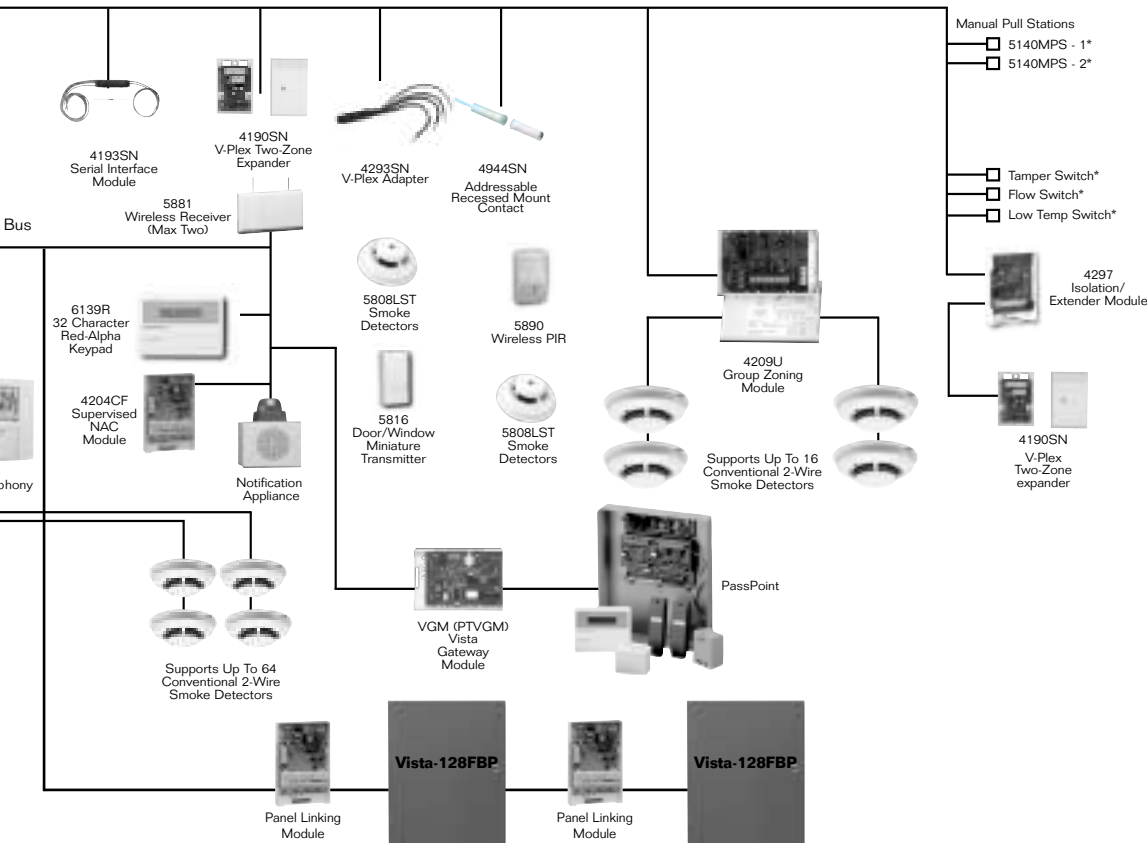 Manual Pull Stations
5140MPS - 1*
5140MPS - 2*
4193SN
Serial Interface
Module
4190SN
V-Plex Two-Zone
Expander
4293SN
V-Plex Adapter
4944SN
Addressable
Recessed Mount
Contact
Tamper Switch*
Flow Switch*
Low Temp Switch*
5881
Wireless Receiver
(Max Two)
Bus
4297
Isolation/
Extender Module
6139R
32 Character
Red-Alpha
Keypad
5808LST
Smoke
Detectors
5890
Wireless PIR
4209U
Group Zoning
Module
4204CF
Supervised
NAC
Module
5816
Door/Window
Miniature
Transmitter
5808LST
Smoke
Detectors
Supports Up To 16
Conventional 2-Wire
Smoke Detectors
4190SN
V-Plex
Two-Zone
expander
phony
Notification
Appliance
PassPoint
VGM (PTVGM)
Vista
Gateway
Module
Supports Up To 64
Conventional 2-Wire
Smoke Detectors
Vista-128FBP
Vista-128FBP
Panel Linking
Module
Panel Linking
Module